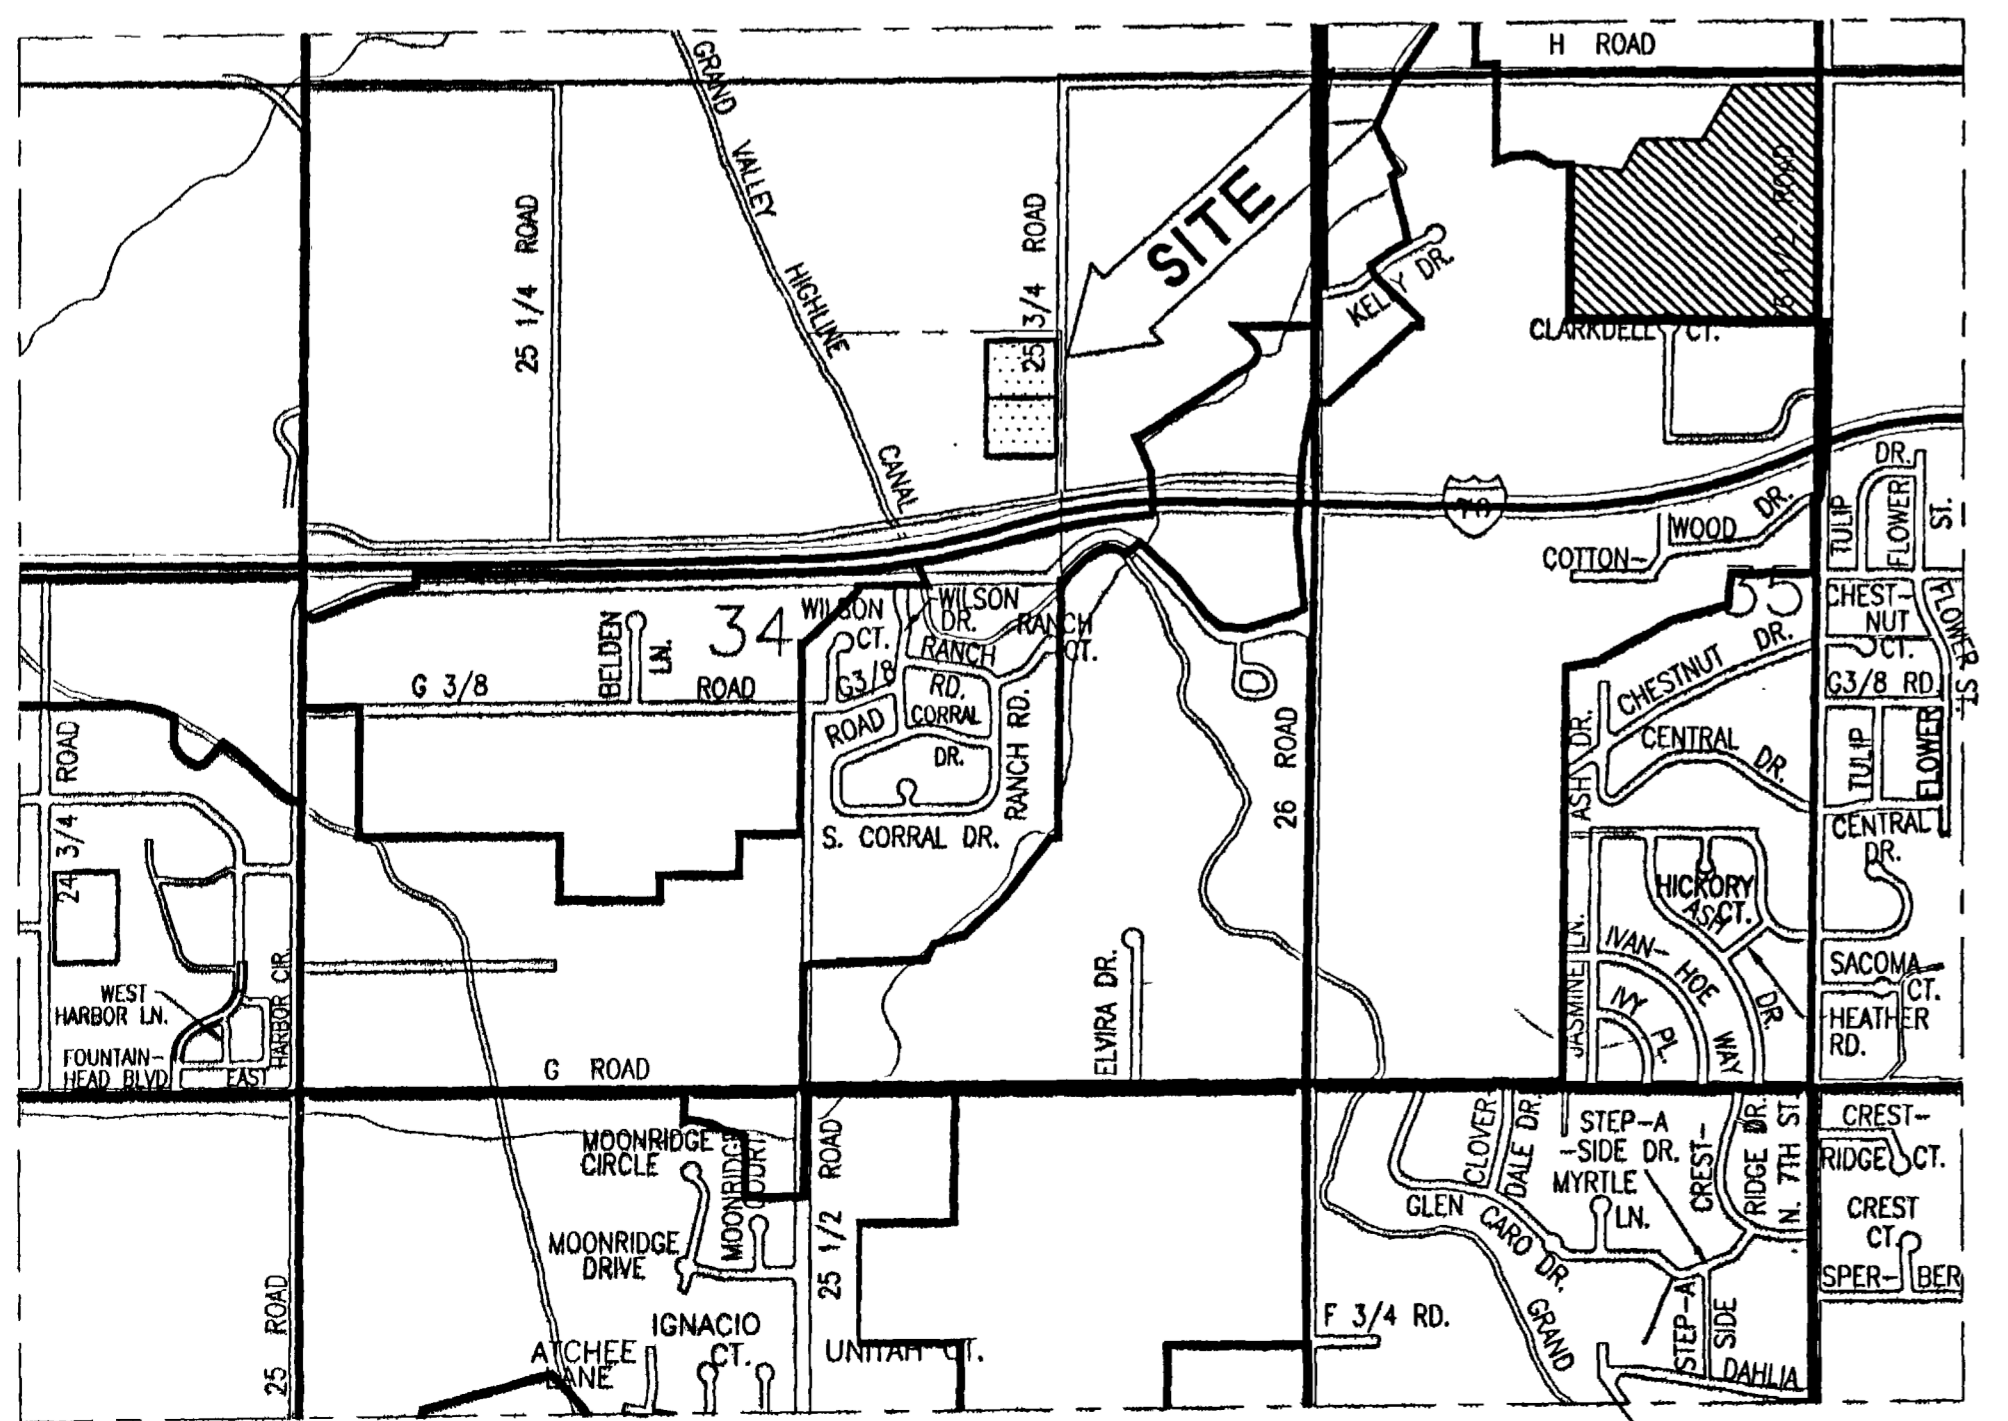 H ROAD
GRAND VALLEY HIGHLINE CANAL
25 1/4 ROAD
25 3/4 ROAD
SITE
KELLY DR.
26 1/2 ROAD
CLARKDELL CT.
70
COTTON-
WOOD DR.
TULIP
FLOWER
DR.
ST.
34
35
BELDEN LN.
WILSON CT.
WILSON DR.
RANCH CT.
RANCH RD.
G 3/8 ROAD
G3/8 ROAD
CORRAL DR.
RANCH RD.
S. CORRAL DR.
26 ROAD
CHEST-
NUT
CT.
FLOWER ST.
CHESTNUT DR.
G3/8 RD.
ASH DR.
CENTRAL DR.
TULIP
FLOWER
CENTRAL
DR.
24 3/4 ROAD
HICKORY
CT.
ASH
DR.
JASMINE LN.
IVAN-
HOE
WAY
IVY PL.
SACOMA
CT.
HEATHER
RD.
WEST
HARBOR LN.
HARBOR CIR.
FOUNTAIN-
HEAD BLVD
EAST
G ROAD
ELVIRA DR.
MOONRIDGE
CIRCLE
MOONRIDGE
COURT
MOONRIDGE
DRIVE
25 1/2 ROAD
25 ROAD
IGNACIO
CT.
ATCHEE
LANE
UNITAH CT.
CLOVER
DALE DR.
GLEN CARO DR.
STEP-A
-SIDE DR.
MYRTLE
LN.
CREST-
RIDGE DR.
N. 7TH ST
CREST-
RIDGE CT.
CREST
CT.
SPER-
BER
F 3/4 RD.
GRAND
STEP-A
SIDE
DAHLIA